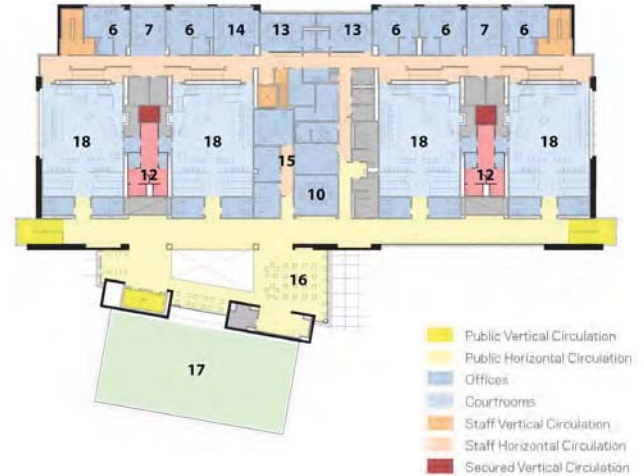 6 7 6 14 13 13 6 6 7 6
18 18 18 18
15
12 10 12
16
17
Public Vertical Circulation
Public Horizontal Circulation
Offices
Courtrooms
Staff Vertical Circulation
Staff Horizontal Circulation
Secured Vertical Circulation